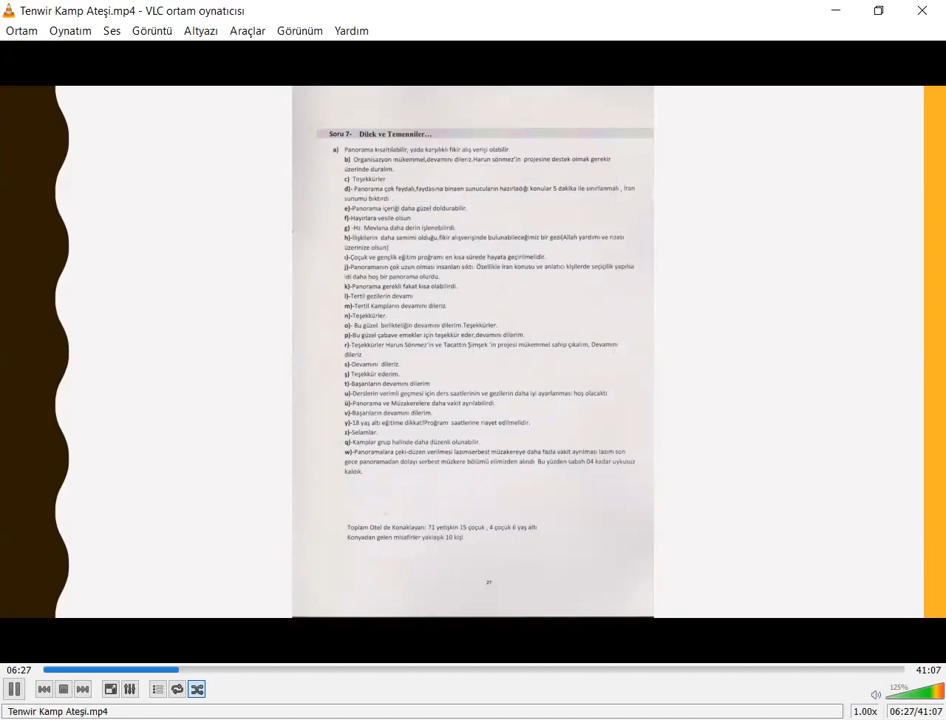 Tenwir Kamp Ateşi.mp4 - VLC ortam oynatıcısı
Ortam Oynatım Ses Görüntü Altyazı Araçlar Görünüm Yardım
Soru 7- Dilek ve Temenniler…
a) Panorama kısaltılabilir, yada karşılıklı fikir alış verişi olabilir.
b) Organisazyon mükemmel,devamını dileriz.Harun sönmez'in projesine destek olmak gerekir
üzerinde duralım.
c) Teşrkkürler
d)- Panorama çok faydalı,faydasına binaen sunucuların hazırladığı konular 5 dakika ile sınırlanmalı , İran
sunumu bıktırdı .
e)-Panorama içeriği daha güzel doldurabilir.
f)-Hayırlara vesile olsun
g) -Hz. Mevlana daha derin işlenebilirdi.
h)-İlişkilerin daha samimi olduğu,fikir alışverişinde bulunabileceğimiz bir gezi(Allah yardımı ve rızası
üzerinize olsun)
ı)-Çoçuk ve gençlik eğitim proğramı en kısa sürede hayata geçirilmelidir.
j)-Panoramanın çok uzun olması insanları sıktı. Özellikle İran konusu ve anlatıcı kişilerde seçiçlik yapılsa
idi daha hoş bir panorama olurdu.
k)-Panorama gerekli fakat kısa olabilirdi.
l)-Tertil gezilerin devamı
m)-Tertil Kampların devamını dileriz.
n)-Teşekkürler.
o)- Bu güzel birlikteliğin devamını dilerim.Teşekkürler.
p)-Bu güzel çabave emekler için teşekkür eder,devamını dilerim.
r)-Teşekkürler Harun Sönmez'in ve Tacattin Şimşek 'in projesi mükemmel sahip çıkalım, Devamını
dileriz
s)-Devamını dileriz.
ş) Teşekkür ederim.
t)-Başarıların devamını dilerim
u)-Derslerin verimli geçmesi için ders saatlerinin ve gezilerin daha iyi ayarlanması hoş olacaktı
ü)-Panorama ve Müzakerelere daha vakit ayrılabilirdi.
v)-Başarıların devamını dilerim.
y)-18 yaş altı eğitime dikkat!Proğram saatlerine riayet edilmelidir.
z)-Selamlar.
q)-Kamplar grup halinde daha düzenli olunabilir.
w)-Panoramalara çeki-düzen verilmesi lazımserbest müzakereye daha fazla vakit ayrılması lazım son
gece panoramadan dolayı serbest müzkere bölümü elimizden alındı Bu yüzden sabah 04 kadar uykusuz
kaldık.
Toplam Otel de Konaklayan: 71 yetişkin 15 çoçuk , 4 çoçuk il yaş altı
Konyadan gelen misafirler yaklaşık 10 kişi
27
06:27 41:07
125%
Tenwir Kamp Ateşi.mp4 1.00x 06:27/41:07